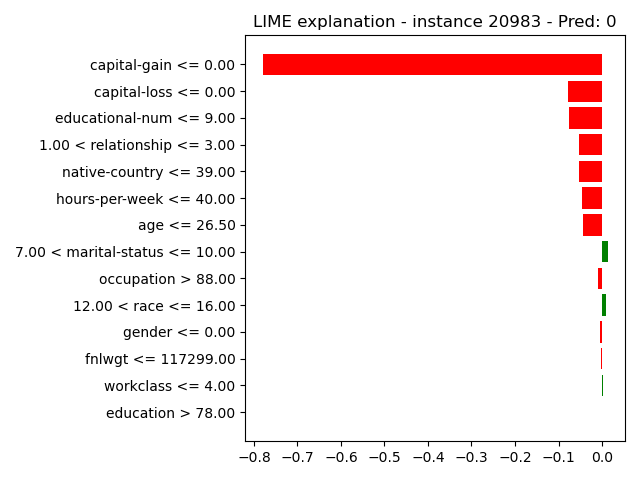 LIME explanation - instance 20983 - Pred: 0
capital-gain <= 0.00
capital-loss <= 0.00
educational-num <= 9.00
1.00 < relationship <= 3.00
native-country <= 39.00
hours-per-week <= 40.00
age <= 26.50
7.00 < marital-status <= 10.00
occupation > 88.00
12.00 < race <= 16.00
gender <= 0.00
fnlwgt <= 117299.00
workclass <= 4.00
education > 78.00
−0.8 −0.7 −0.6 −0.5 −0.4 −0.3 −0.2 −0.1 0.0